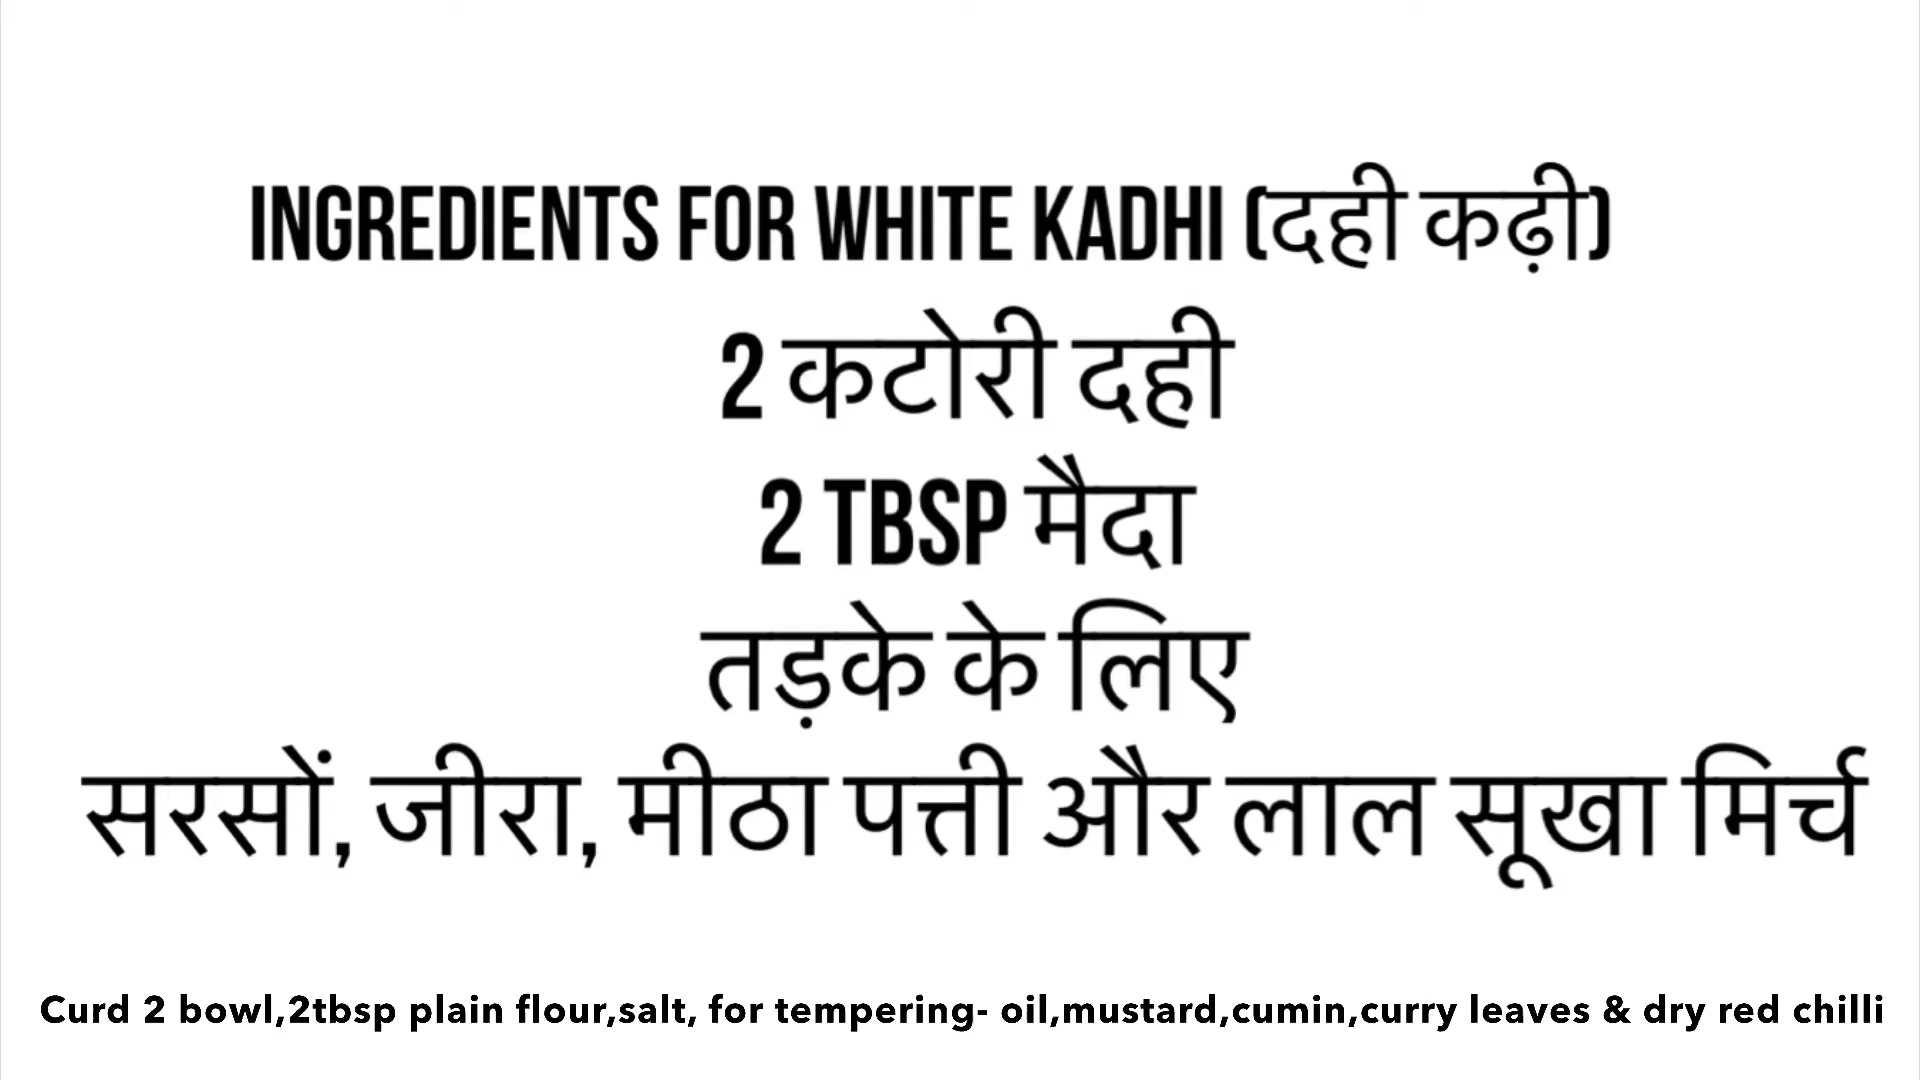 INGREDIENTS FOR WHITE KADHI (दही कढ़ी)
2 कटोरी दही
2 TBSP मैदा
तड़के के लिए
सरसों, जीरा, मीठा पत्ती और लाल सूखा मिर्च
Curd 2 bowl,2tbsp plain flour,salt, for tempering- oil,mustard,cumin,curry leaves & dry red chilli